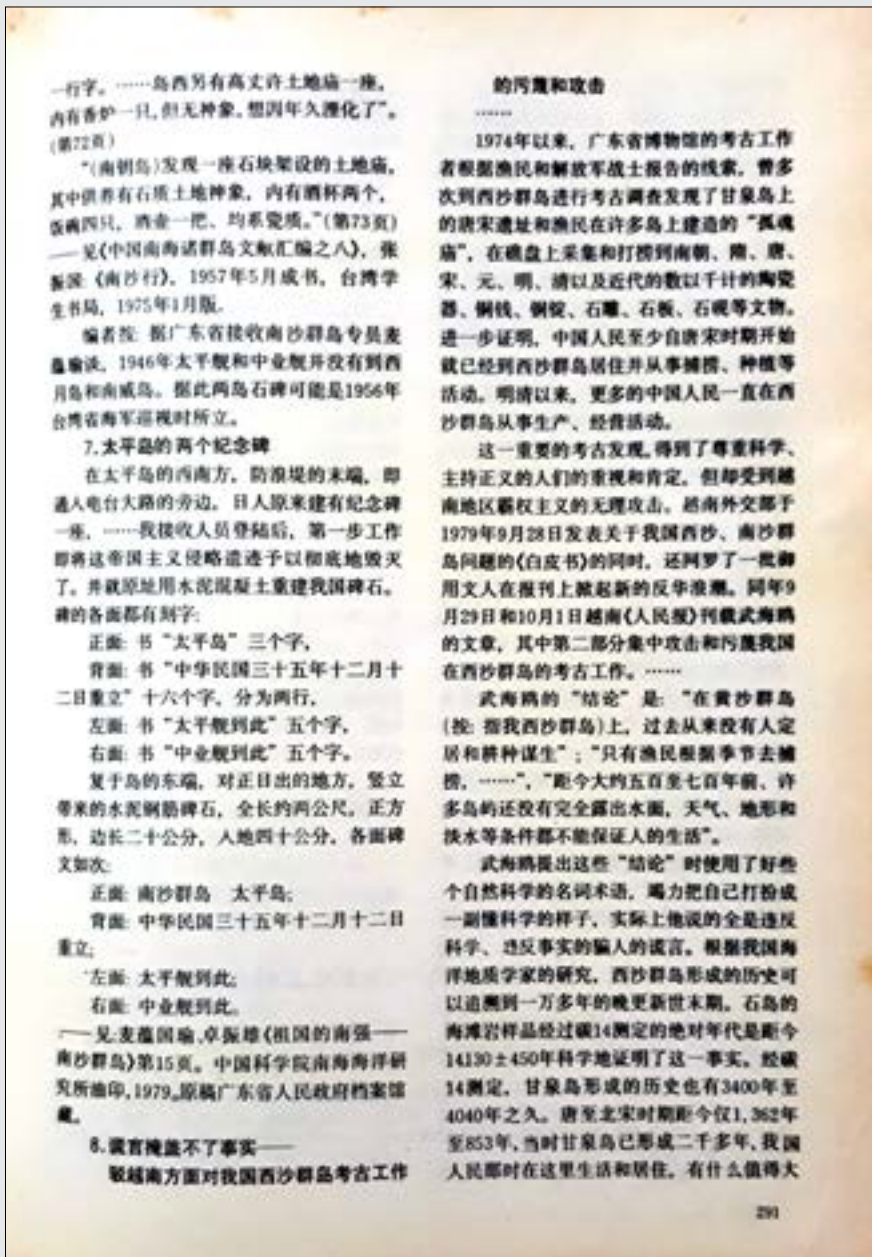 一行字。……岛西另有高丈许土地庙一座。
内有香炉一只，但无神象。想因年久湮化了”。
(第72页)
“(南钥岛)发现一座石块架设的土地庙，
其中供养有石质土地神象，内有酒杯两个，
饭碗四只，酒壶一把、均系瓷质。”(第73页)
——见《中国南海诸群岛文献汇编之八》，张
振国：《南沙行》，1957年5月成书，台湾学
生书局，1975年1月版。
编者按：据广东省接收南沙群岛专员麦
蕴瑜谈，1946年太平舰和中业舰并没有到西
月岛和南威岛。据此两岛石碑可能是1956年
台湾省海军巡视时所立。
7.太平岛的两个纪念碑
在太平岛的西南方，防浪堤的末端，即
通入电台大路的旁边，日人原来建有纪念碑
一座，……我接收人员登陆后，第一步工作
即将这帝国主义侵略遗迹予以彻底地毁灭
了。并就原址用水泥混凝土重建我国碑石。
碑的各面都有刻字：
正面：书“太平岛”三个字，
背面：书“中华民国三十五年十二月十
二日重立”十六个字，分为两行，
左面：书“太平舰到此”五个字，
右面：书“中业舰到此”五个字。
复于岛的东端，对正日出的地方，竖立
带来的水泥钢筋碑石，全长约两公尺，正方
形，边长二十公分，入地四十公分，各面碑
文如次：
正面：南沙群岛　太平岛；
背面：中华民国三十五年十二月十二日
重立；
左面：太平舰到此；
右面：中业舰到此。
——见：麦蕴国瑜、卓振雄《祖国的南强——
南沙群岛》第15页。中国科学院南海海洋研
究所油印，1979。原稿广东省人民政府档案馆
藏。
8.谎言掩盖不了事实——
驳越南方面对我国西沙群岛考古工作
的污蔑和攻击
……
1974年以来，广东省博物馆的考古工作
者根据渔民和解放军战士报告的线索，曾多
次到西沙群岛进行考古调查发现了甘泉岛上
的唐宋遗址和渔民在许多岛上建造的“孤魂
庙”，在礁盘上采集和打捞到南朝、隋、唐、
宋、元、明、清以及近代的数以千计的陶瓷
器、铜钱、铜锭、石雕、石板、石砚等文物。
进一步证明，中国人民至少自唐宋时期开始
就已经到西沙群岛居住并从事捕捞、种植等
活动。明清以来，更多的中国人民一直在西
沙群岛从事生产、经营活动。
这一重要的考古发现，得到了尊重科学、
主持正义的人们的重视和肯定，但却受到越
南地区霸权主义的无理攻击。越南外交部于
1979年9月28日发表关于我国西沙、南沙群
岛问题的《白皮书》的同时，还网罗了一批御
用文人在报刊上掀起新的反华浪潮。同年9
月29日和10月1日越南《人民报》刊载武海鸥
的文章，其中第二部分集中攻击和污蔑我国
在西沙群岛的考古工作。……
武海鸥的“结论”是：“在黄沙群岛
(按：指我西沙群岛)上，过去从来没有人定
居和耕种谋生”；“只有渔民根据季节去捕
捞，……”，“距今大约五百至七百年前、许
多岛屿还没有完全露出水面，天气、地形和
淡水等条件都不能保证人的生活”。
武海鸥提出这些“结论”时使用了好些
个自然科学的名词术语，竭力把自己打扮成
一副懂科学的样子，实际上他说的全是违反
科学、违反事实的骗人的谎言。根据我国海
洋地质学家的研究，西沙群岛形成的历史可
以追溯到一万多年的晚更新世末期。石岛的
海滩岩样品经过碳14测定的绝对年代是距今
14130±450年科学地证明了这一事实。经碳
14测定，甘泉岛形成的历史也有3400年至
4040年之久。唐至北宋时期距今仅1，362年
至853年，当时甘泉岛已形成二千多年，我国
人民那时在这里生活和居住，有什么值得大
291